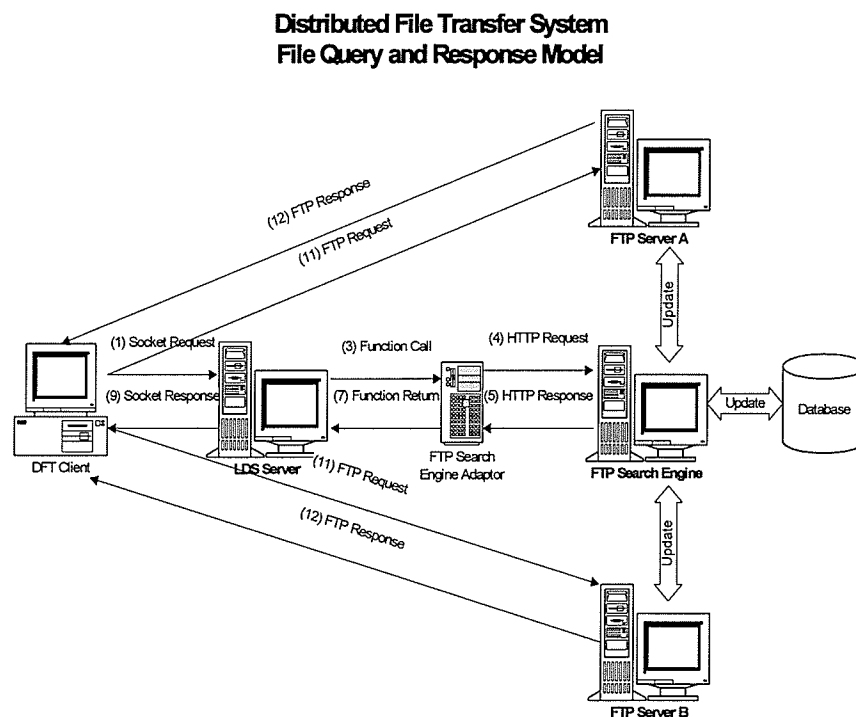 Distributed File Transfer System
File Query and Response Model
(12) FTP Response
(11) FTP Request
FTP Server A
Update
(1) Socket Request
(3) Function Call
(4) HTTP Request
(9) Socket Response
(7) Function Return
(5) HTTP Response
Update
Database
DFT Client
LDS Server
FTP Search
Engine Adaptor
FTP Search Engine
(11) FTP Request
(12) FTP Response
Update
FTP Server B